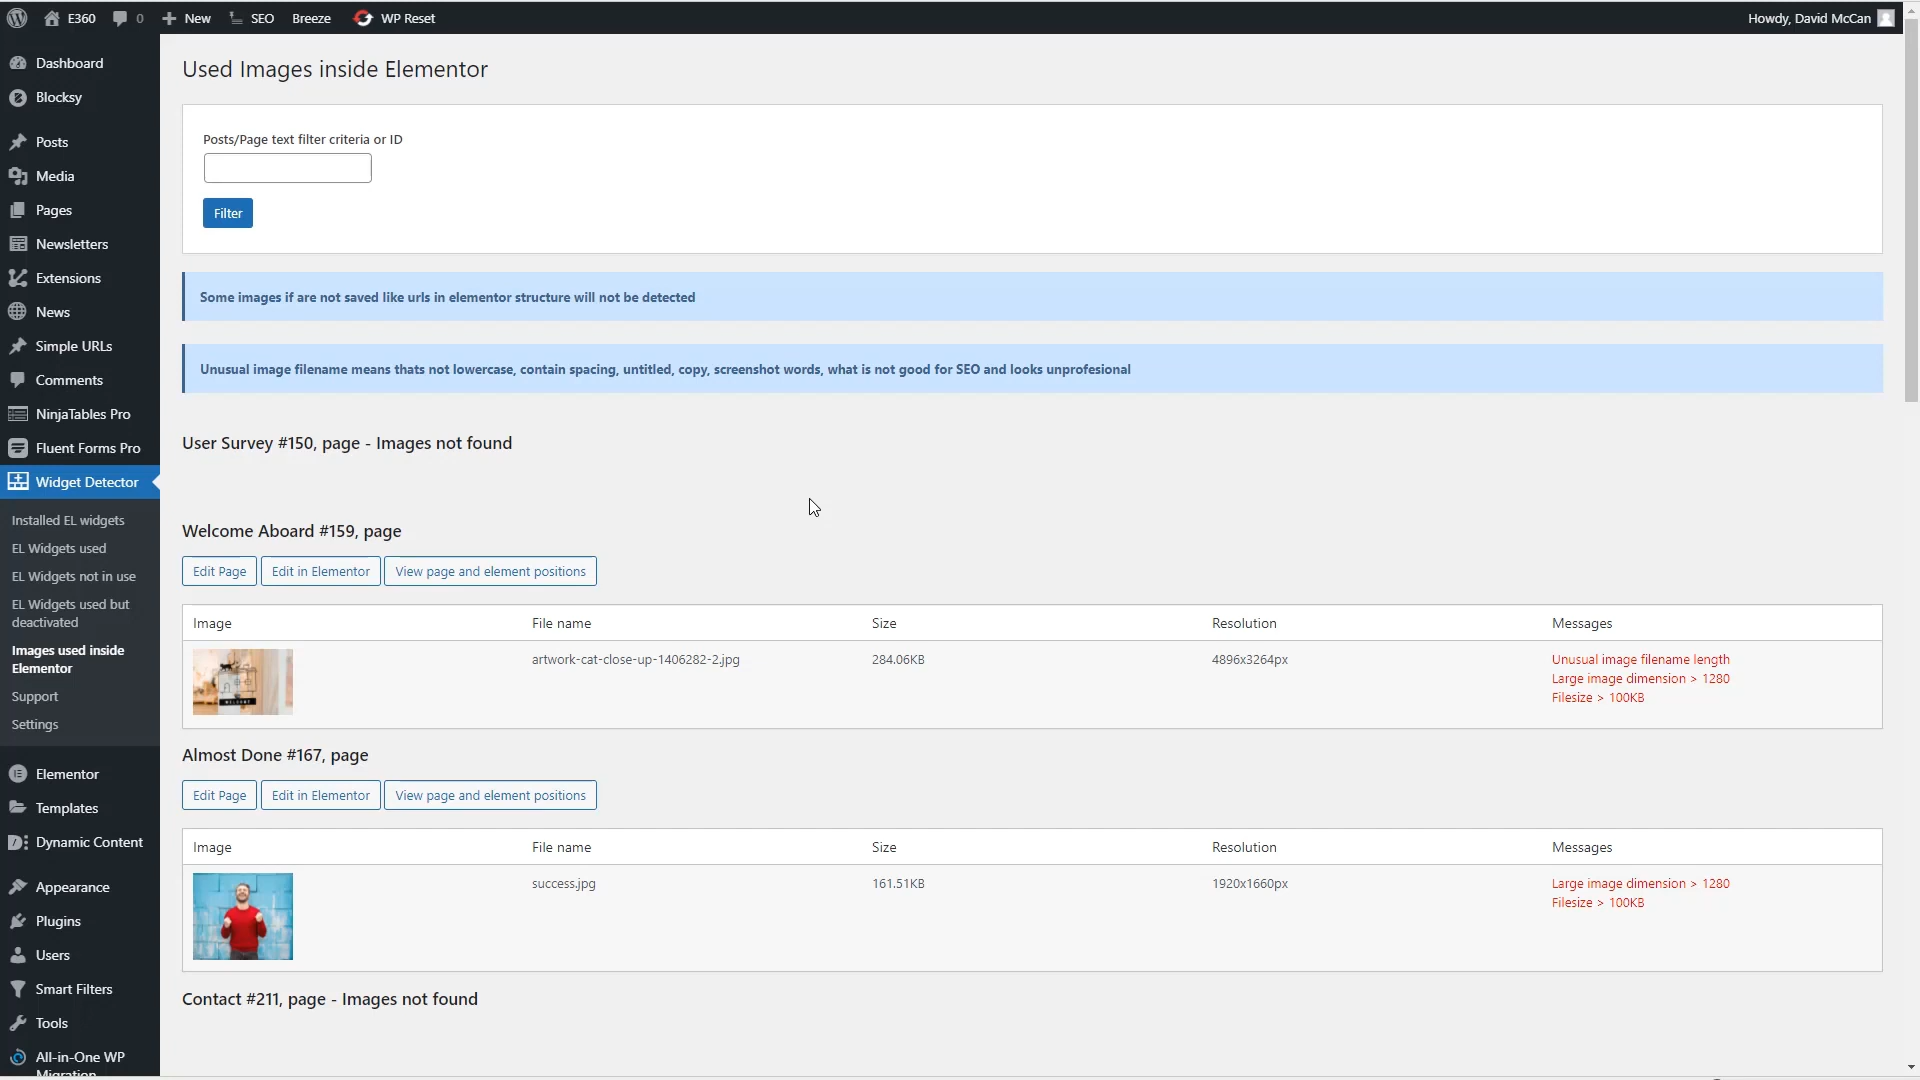 E360 0 New SEO Breeze WP Reset Howdy, David McCan
Dashboard
Blocksy
Posts
Media
Pages
Newsletters
Extensions
News
Simple URLs
Comments
NinjaTables Pro
Fluent Forms Pro
Widget Detector
Installed EL widgets
EL Widgets used
EL Widgets not in use
EL Widgets used but
deactivated
Images used inside
Elementor
Support
Settings
Elementor
Templates
Dynamic Content
Appearance
Plugins
Users
Smart Filters
Tools
All-in-One WP
Migration
Used Images inside Elementor
Posts/Page text filter criteria or ID
Filter
Some images if are not saved like urls in elementor structure will not be detected
Unusual image filename means thats not lowercase, contain spacing, untitled, copy, screenshot words, what is not good for SEO and looks unprofesional
User Survey #150, page - Images not found
Welcome Aboard #159, page
Edit Page Edit in Elementor View page and element positions
Image File name Size Resolution Messages
artwork-cat-close-up-1406282-2.jpg 284.06KB 4896x3264px Unusual image filename length
Large image dimension > 1280
Filesize > 100KB
Almost Done #167, page
Edit Page Edit in Elementor View page and element positions
Image File name Size Resolution Messages
success.jpg 161.51KB 1920x1660px Large image dimension > 1280
Filesize > 100KB
Contact #211, page - Images not found